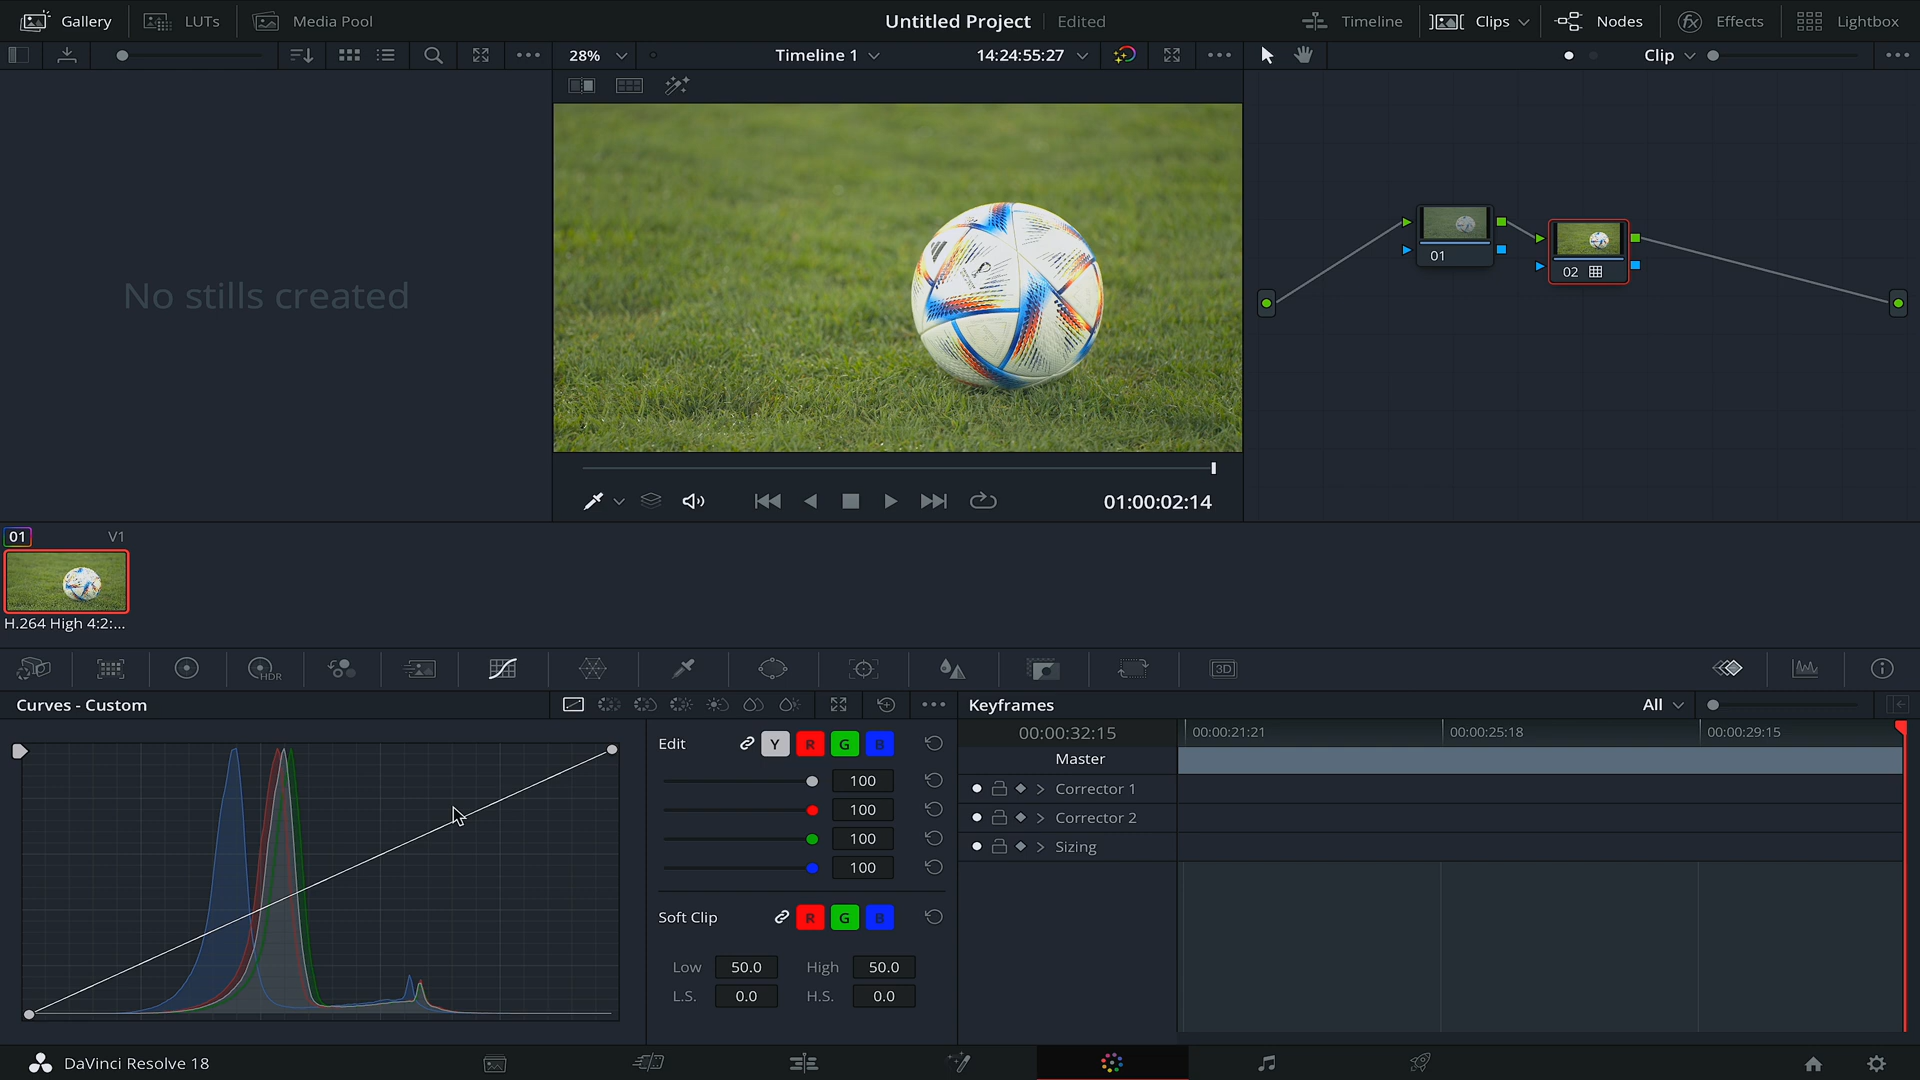 Gallery LUTs Media Pool Untitled Project Edited Timeline Clips Nodes Effects Lightbox
28% Timeline 1 14:24:55:27 Clip
No stills created
01
02
01:00:02:14
01 V1
H.264 High 4:2:...
HDR 3D
Curves - Custom Keyframes All
Edit Y R G B 00:00:32:15 00:00:21:21 00:00:25:18 00:00:29:15
Master
100 Corrector 1
100 Corrector 2
100 Sizing
100
Soft Clip R G B
Low 50.0 High 50.0
L.S. 0.0 H.S. 0.0
DaVinci Resolve 18